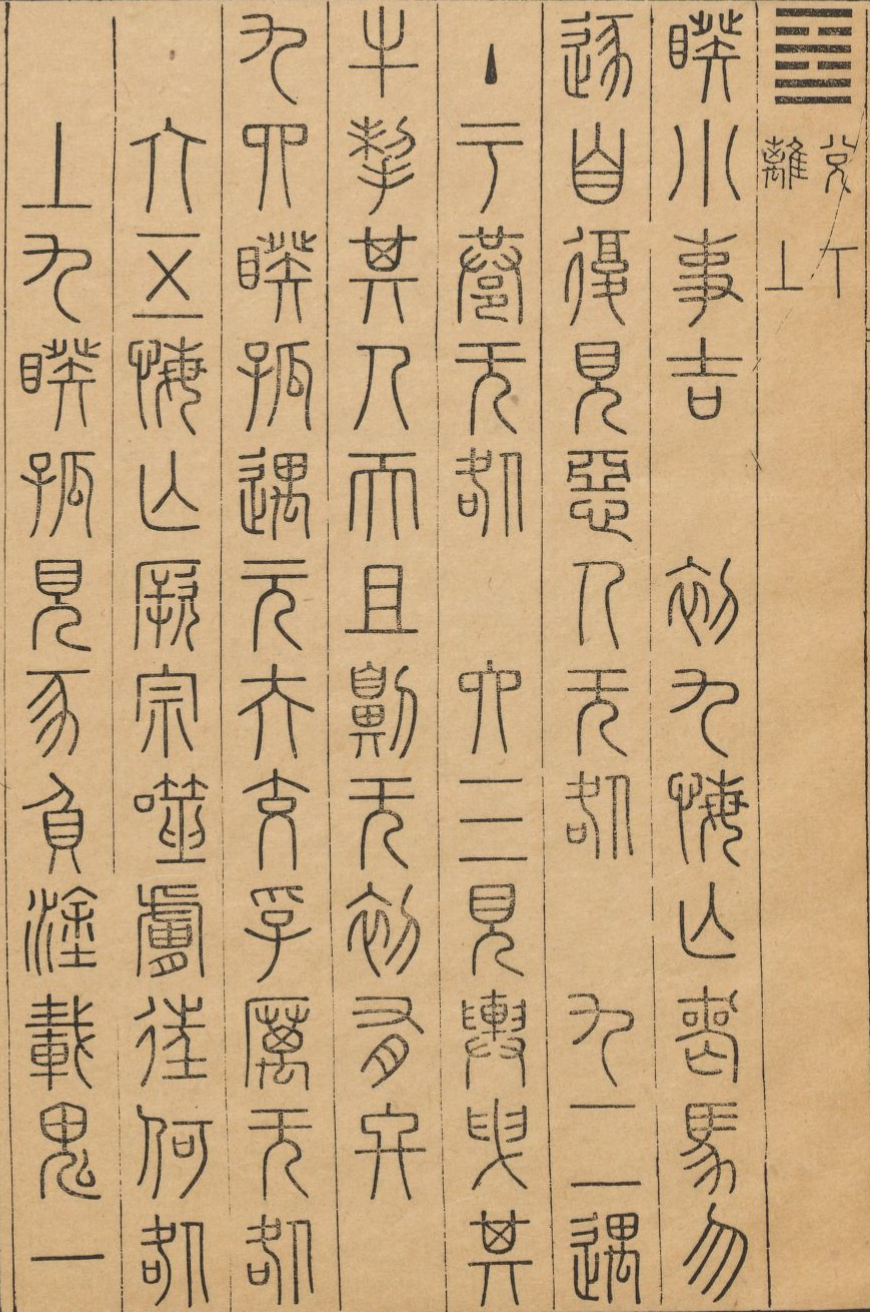 ䷥ 兌下
離上
睽小事吉 初九悔亡喪馬勿
逐自復見惡人无咎 九二遇
主于巷无咎 六三見輿曳其
牛掣其人而且劓无初有終
九四睽孤遇元夫交孚厲无咎
六五悔亡厥宗噬膚往何咎
上九睽孤見豕負塗載鬼一